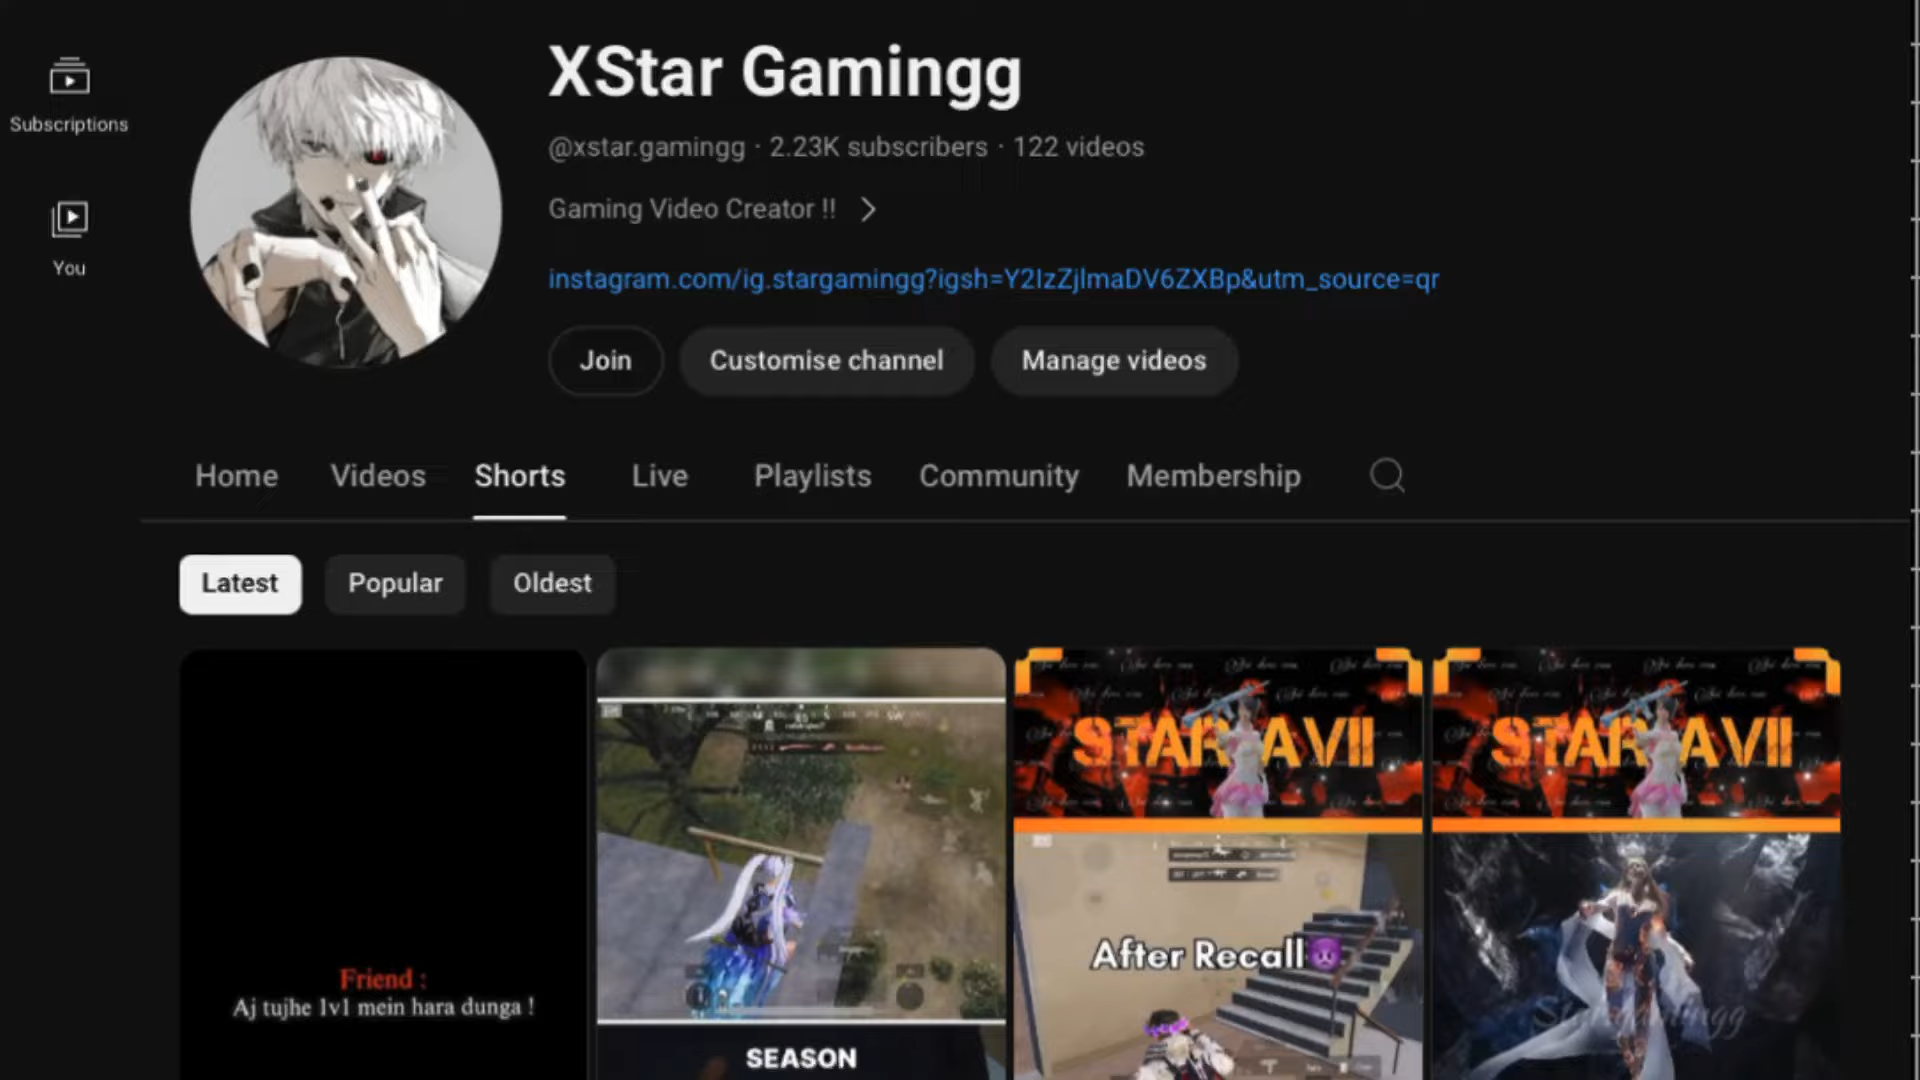 XStar Gamingg
Subscriptions
@xstar.gamingg · 2.23K subscribers · 122 videos
Gaming Video Creator !!
You
instagram.com/ig.stargamingg?igsh=Y2IzZjlmaDV6ZXBp&utm_source=qr
Join Customise channel Manage videos
Home Videos Shorts Live Playlists Community Membership
Latest Popular Oldest
STAR AVII
STAR AVII
After Recall😈
Friend :
Aj tujhe 1v1 mein hara dunga !
Stargamingg
SEASON